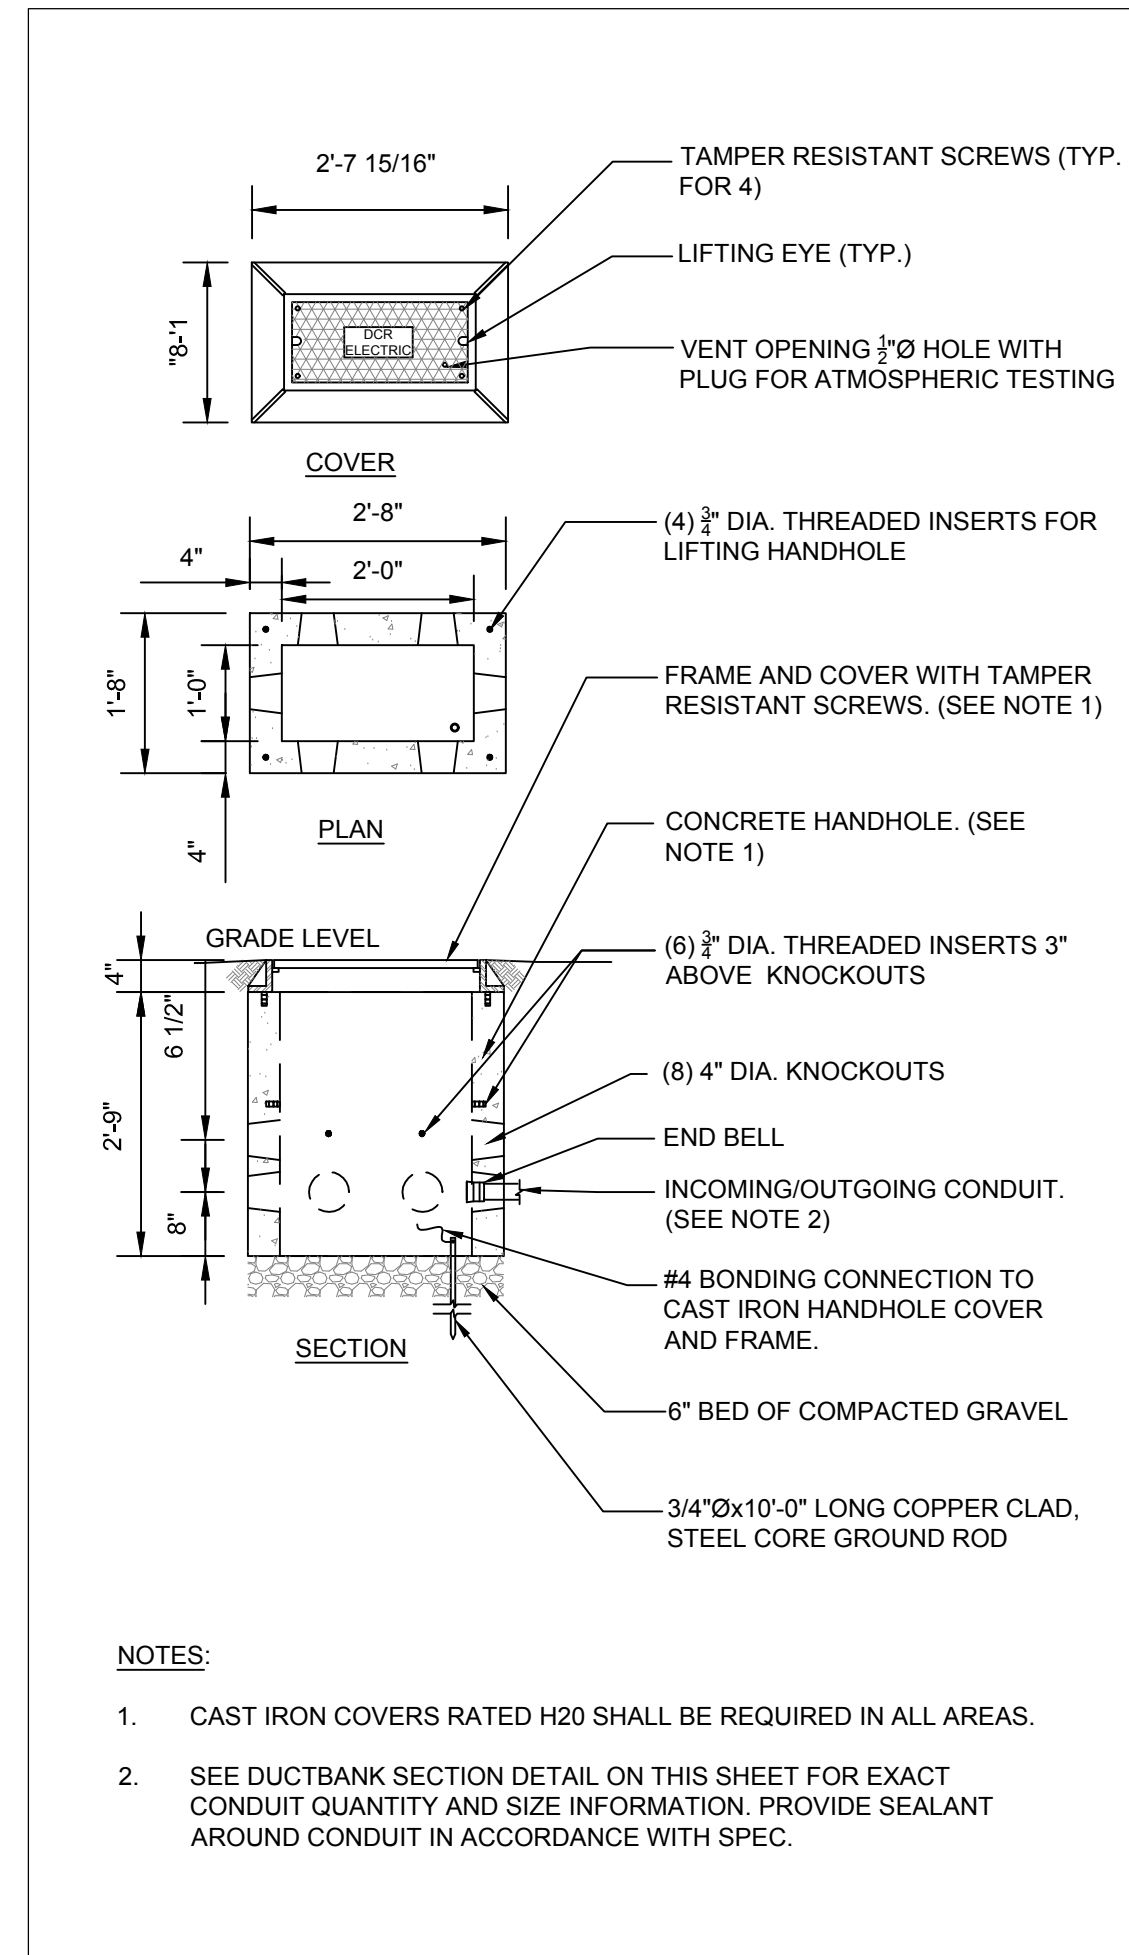 2'-7 15/16"
TAMPER RESISTANT SCREWS (TYP.
FOR 4)
LIFTING EYE (TYP.)
1'-8"
DCR
ELECTRIC
VENT OPENING ½"Ø HOLE WITH
PLUG FOR ATMOSPHERIC TESTING
COVER
2'-8"
(4) ¾" DIA. THREADED INSERTS FOR
LIFTING HANDHOLE
4"
2'-0"
1'-8"
1'-0"
4"
FRAME AND COVER WITH TAMPER
RESISTANT SCREWS. (SEE NOTE 1)
PLAN
CONCRETE HANDHOLE. (SEE
NOTE 1)
GRADE LEVEL
(6) ¾" DIA. THREADED INSERTS 3"
ABOVE KNOCKOUTS
4"
6 1/2"
2'-9"
8"
(8) 4" DIA. KNOCKOUTS
END BELL
INCOMING/OUTGOING CONDUIT.
(SEE NOTE 2)
#4 BONDING CONNECTION TO
CAST IRON HANDHOLE COVER
AND FRAME.
SECTION
6" BED OF COMPACTED GRAVEL
3/4"Øx10'-0" LONG COPPER CLAD,
STEEL CORE GROUND ROD
NOTES:
1. CAST IRON COVERS RATED H20 SHALL BE REQUIRED IN ALL AREAS.
2. SEE DUCTBANK SECTION DETAIL ON THIS SHEET FOR EXACT
CONDUIT QUANTITY AND SIZE INFORMATION. PROVIDE SEALANT
AROUND CONDUIT IN ACCORDANCE WITH SPEC.